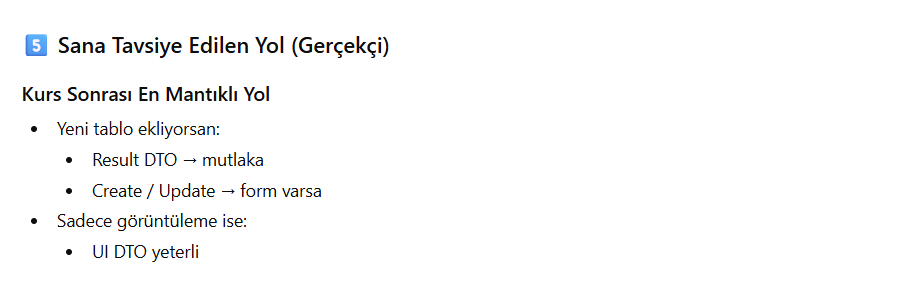 5 Sana Tavsiye Edilen Yol (Gerçekçi)
Kurs Sonrası En Mantıklı Yol
• Yeni tablo ekliyorsan:
• Result DTO → mutlaka
• Create / Update → form varsa
• Sadece görüntüleme ise:
• UI DTO yeterli